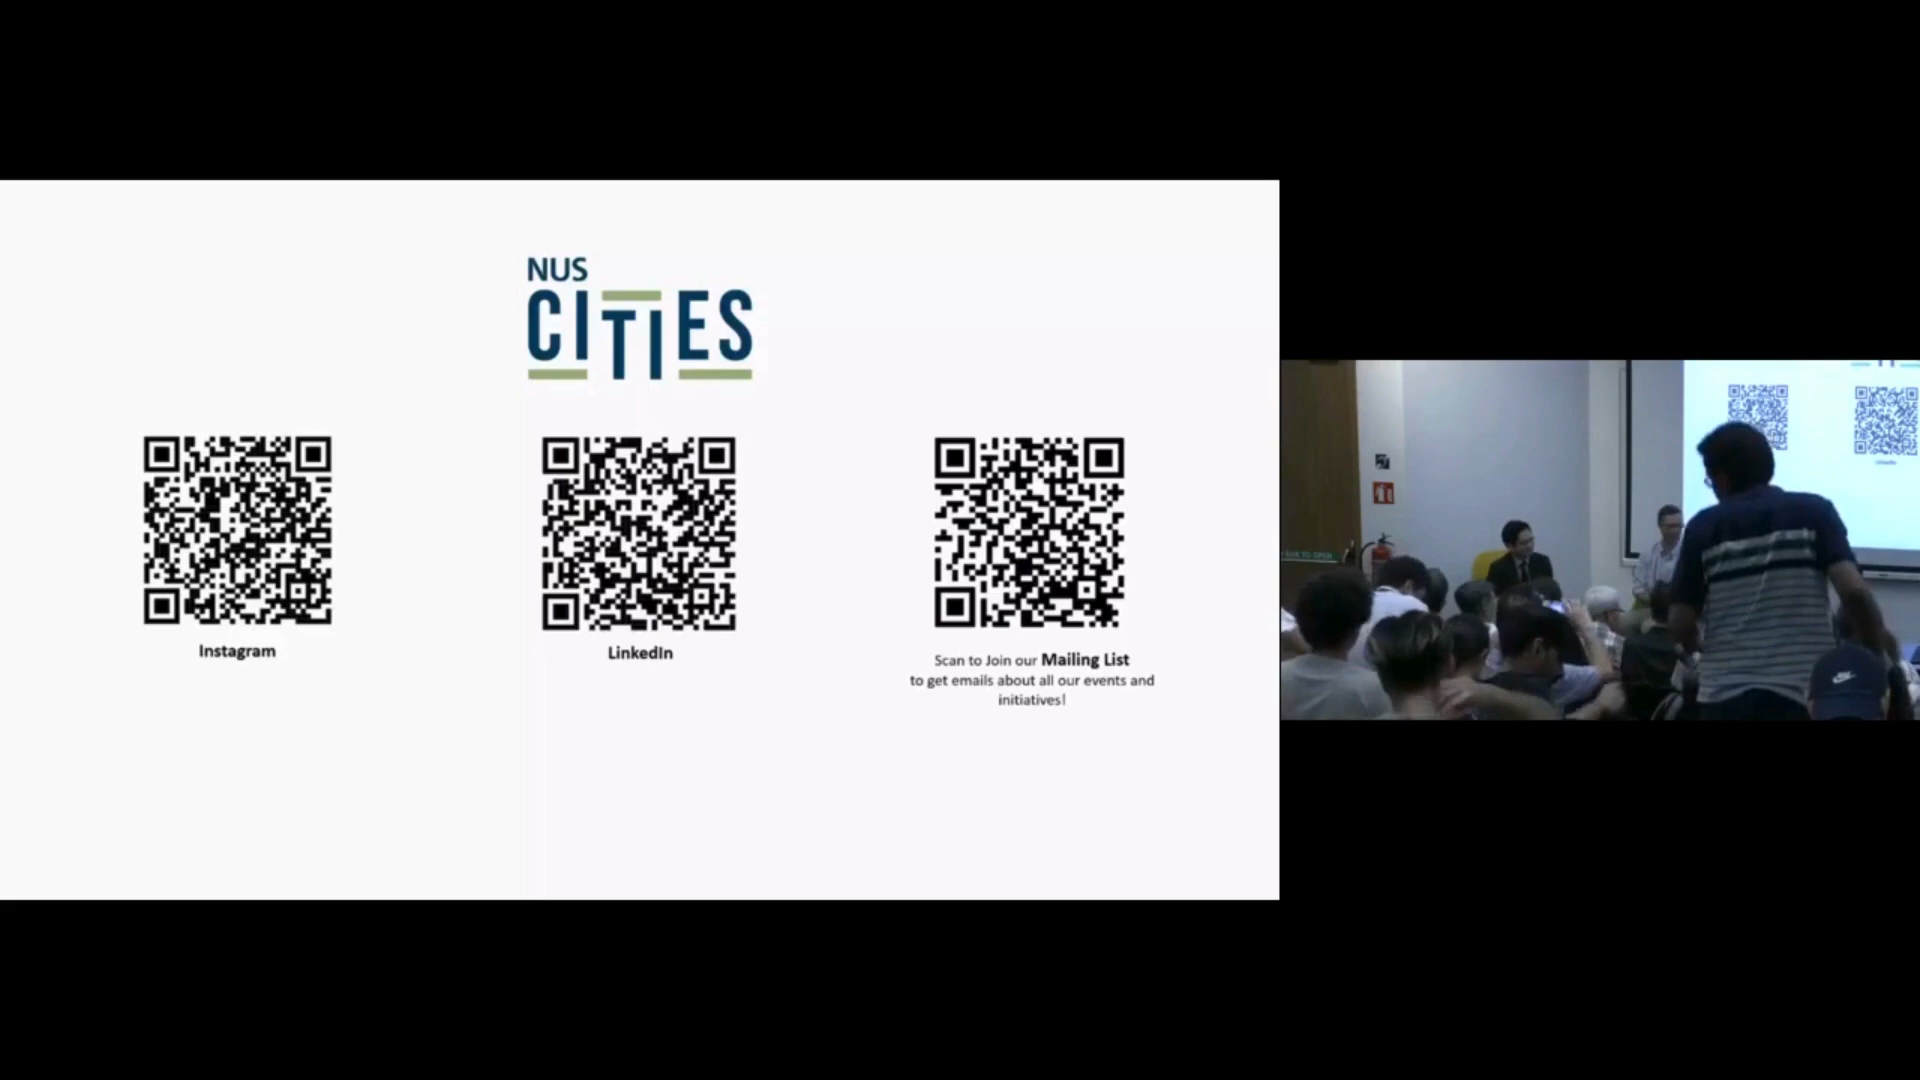 NUS
CITIES
Instagram
LinkedIn
Scan to Join our Mailing List
to get emails about all our events and
initiatives!
LinkedIn